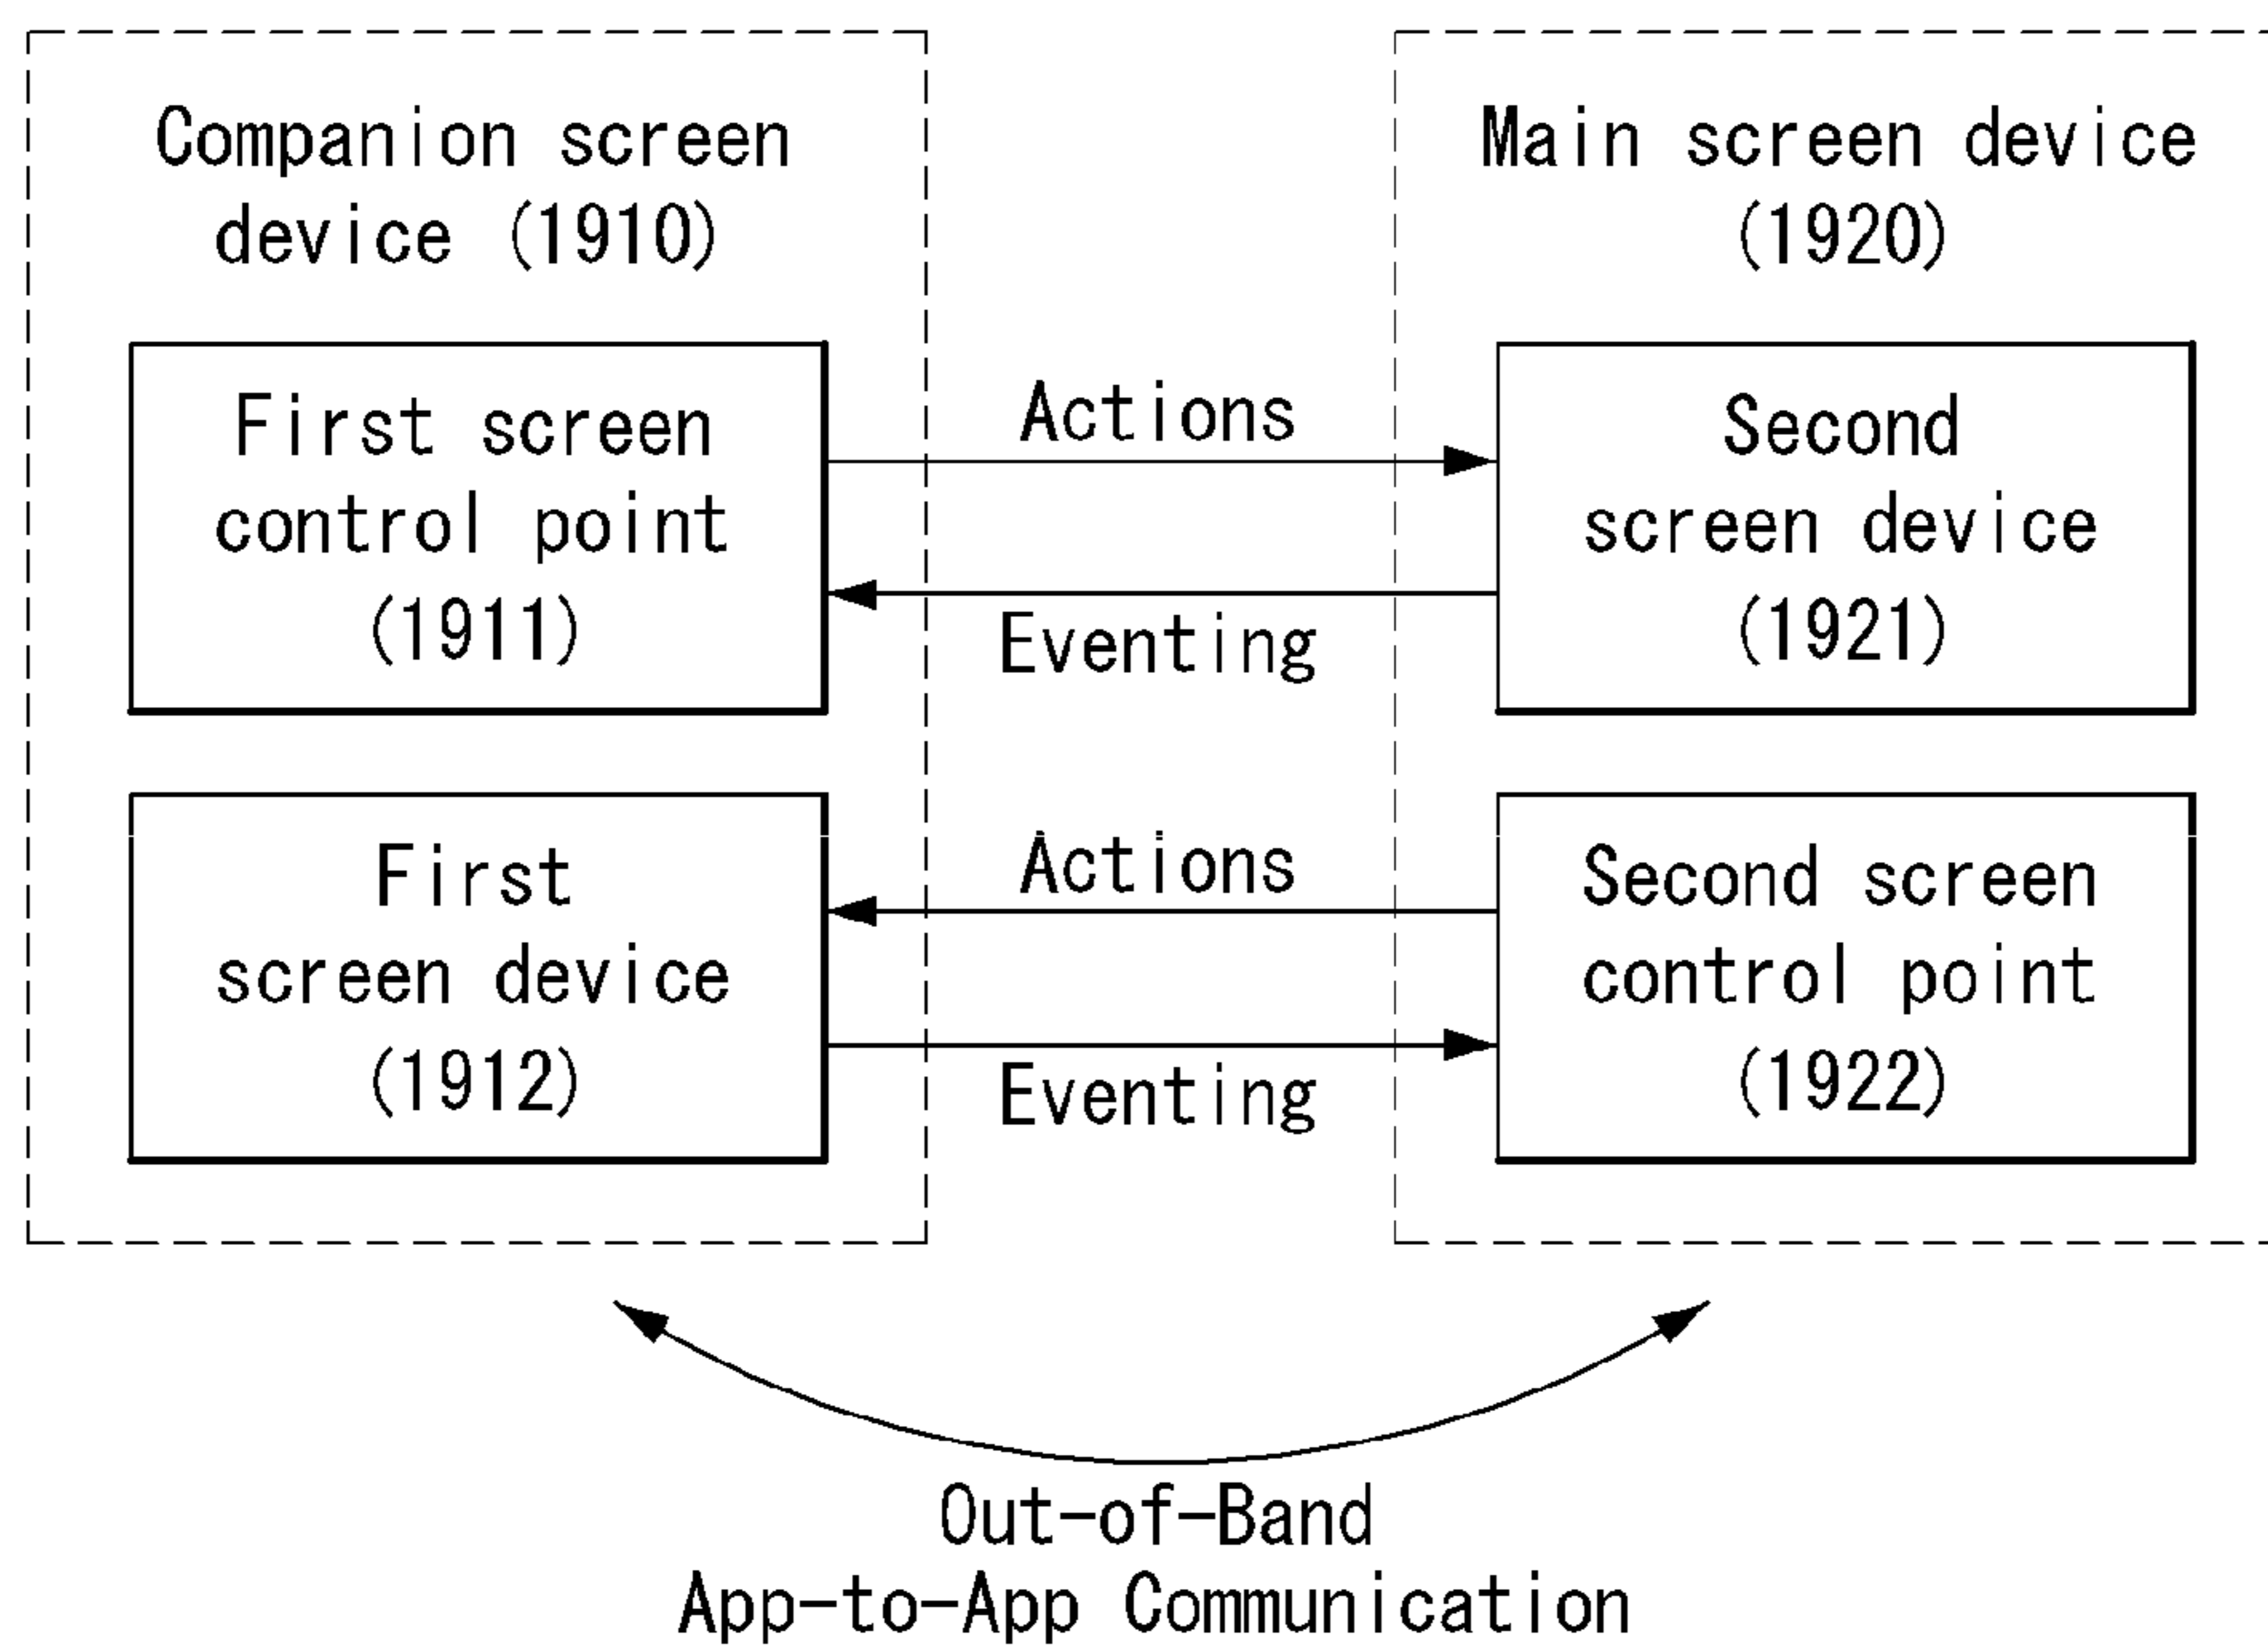 Companion screen
device (1910)
Main screen device
(1920)
First screen
control point
(1911)
Actions
Eventing
Second
screen device
(1921)
First
screen device
(1912)
Actions
Eventing
Second screen
control point
(1922)
Out-of-Band
App-to-App Communication